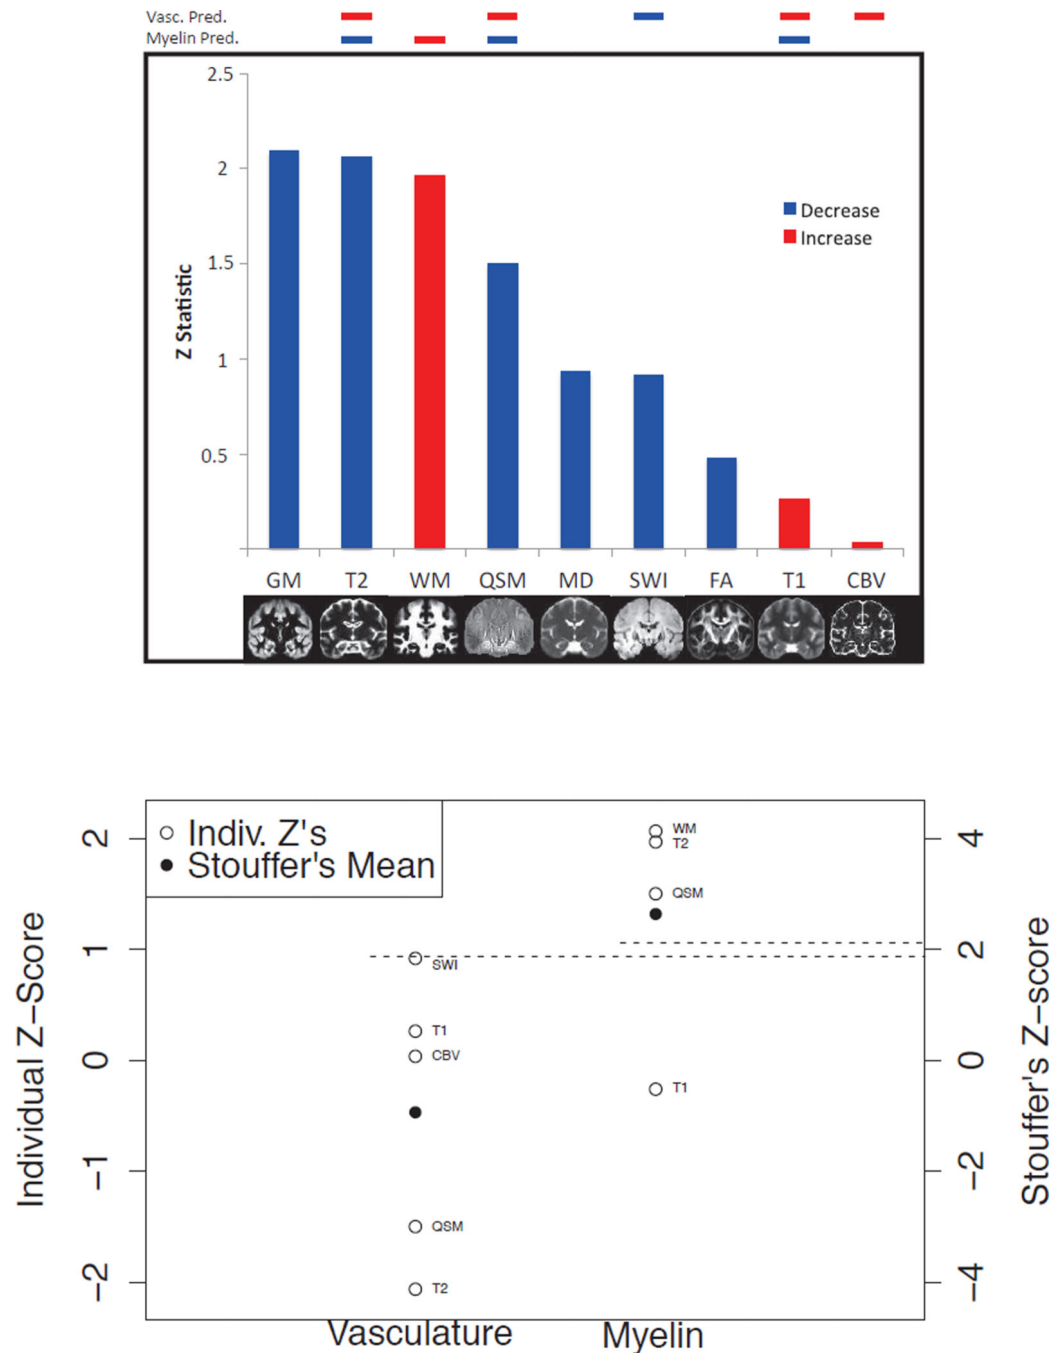 Vasc. Pred.
Myelin Pred.
2.5
2
1.5
1
0.5
Z Statistic
Decrease
Increase
GM T2 WM QSM MD SWI FA T1 CBV
Indiv. Z's
Stouffer's Mean
2
1
0
−1
−2
Individual Z−Score
WM
T2
QSM
SWI
T1
CBV
T1
QSM
T2
4
2
0
−2
−4
Stouffer's Z−score
Vasculature Myelin